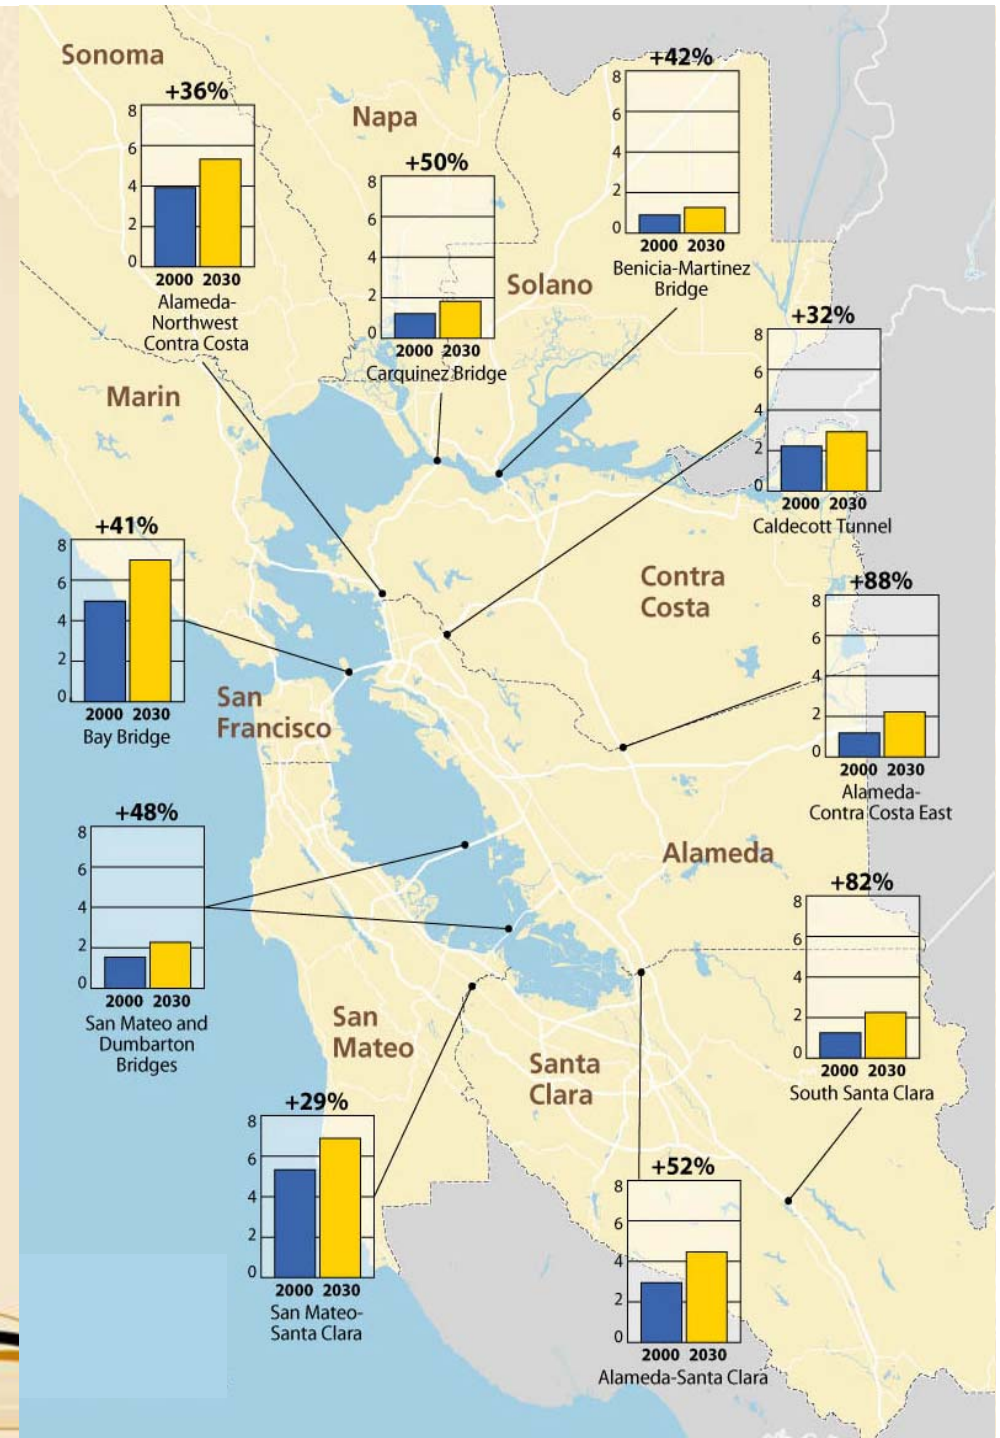 Sonoma
+36%
8
6
4
2
0
2000 2030
Alameda-
Northwest
Contra Costa
Napa
+50%
8
6
4
2
0
2000 2030
Carquinez Bridge
+42%
8
6
4
2
0
2000 2030
Benicia-Martinez
Bridge
Solano
+32%
8
6
4
2
0
2000 2030
Caldecott Tunnel
Marin
+41%
8
6
4
2
0
2000 2030
Bay Bridge
Contra
Costa
+88%
8
6
4
2
0
2000 2030
Alameda-
Contra Costa East
San
Francisco
+48%
8
6
4
2
0
2000 2030
San Mateo and
Dumbarton
Bridges
Alameda
+82%
8
6
4
2
0
2000 2030
South Santa Clara
San
Mateo
Santa
Clara
+29%
8
6
4
2
0
2000 2030
San Mateo-
Santa Clara
+52%
8
6
4
2
0
2000 2030
Alameda-Santa Clara